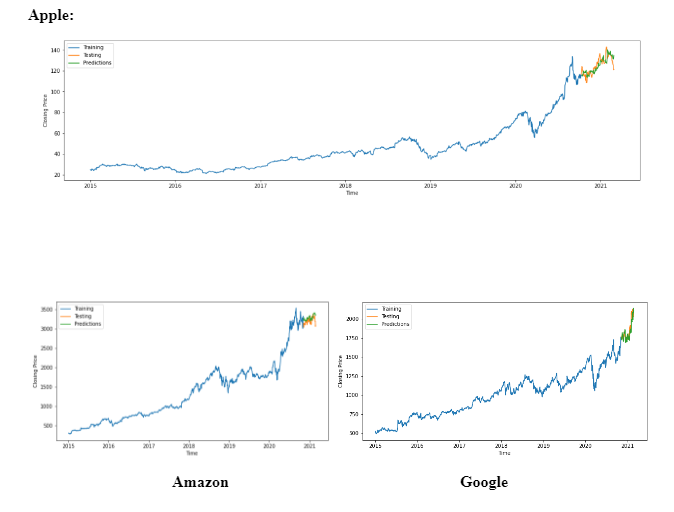 Apple:
Training
Testing
Predictions
140
120
100
80
60
40
20
Closing Price
2015 2016 2017 2018 2019 2020 2021
Time
Training
Testing
Predictions
3500
3000
2500
2000
1500
1000
500
Closing Price
2015 2016 2017 2018 2019 2020 2021
Time
Amazon
Training
Testing
Predictions
2000
1750
1500
1250
1000
750
500
Closing Price
2015 2016 2017 2018 2019 2020 2021
Time
Google